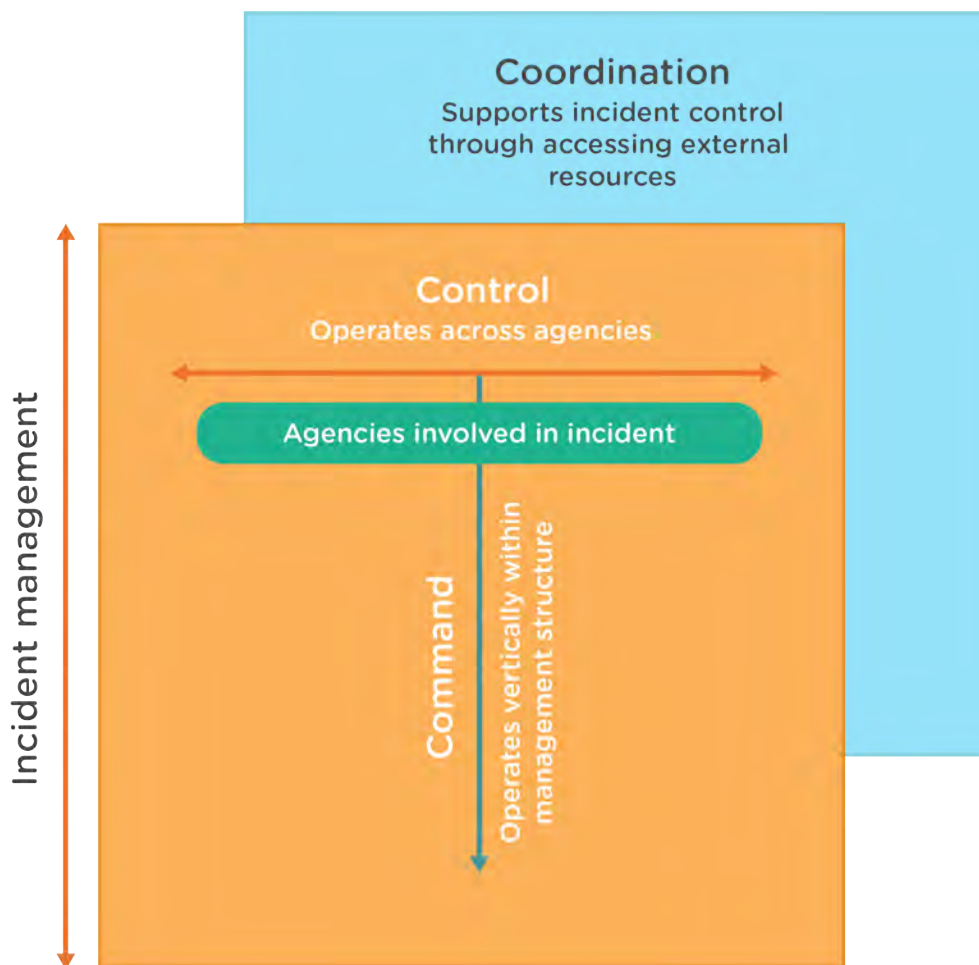 Coordination
Supports incident control
through accessing external
resources
Control
Operates across agencies
Agencies involved in incident
Command
Operates vertically within
management structure
Incident management